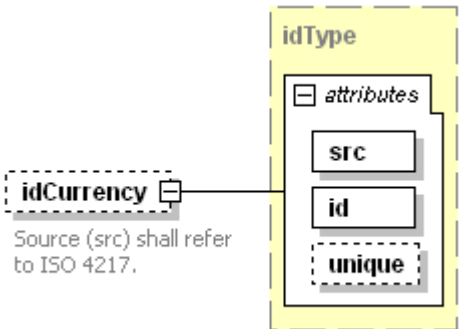 idType
attributes
src
idCurrency
id
Source (src) shall refer
to ISO 4217.
unique